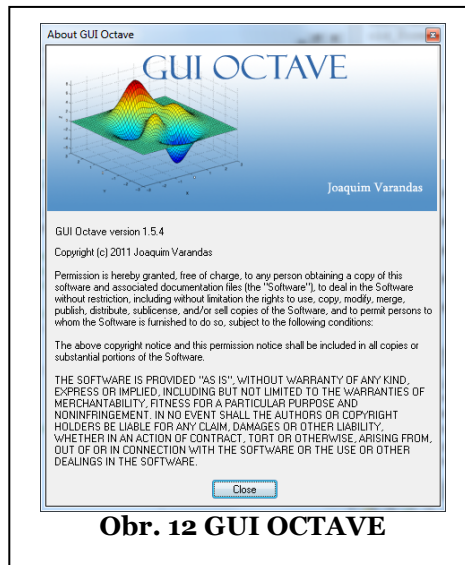 About GUI Octave
GUI OCTAVE
Joaquim Varandas
GUI Octave version 1.5.4
Copyright (c) 2011 Joaquim Varandas
Permission is hereby granted, free of charge, to any person obtaining a copy of this
software and associated documentation files (the "Software"), to deal in the Software
without restriction, including without limitation the rights to use, copy, modify, merge,
publish, distribute, sublicense, and/or sell copies of the Software, and to permit persons to
whom the Software is furnished to do so, subject to the following conditions:
The above copyright notice and this permission notice shall be included in all copies or
substantial portions of the Software.
THE SOFTWARE IS PROVIDED "AS IS", WITHOUT WARRANTY OF ANY KIND,
EXPRESS OR IMPLIED, INCLUDING BUT NOT LIMITED TO THE WARRANTIES OF
MERCHANTABILITY, FITNESS FOR A PARTICULAR PURPOSE AND
NONINFRINGEMENT. IN NO EVENT SHALL THE AUTHORS OR COPYRIGHT
HOLDERS BE LIABLE FOR ANY CLAIM, DAMAGES OR OTHER LIABILITY,
WHETHER IN AN ACTION OF CONTRACT, TORT OR OTHERWISE, ARISING FROM,
OUT OF OR IN CONNECTION WITH THE SOFTWARE OR THE USE OR OTHER
DEALINGS IN THE SOFTWARE.
Close
Obr. 12 GUI OCTAVE